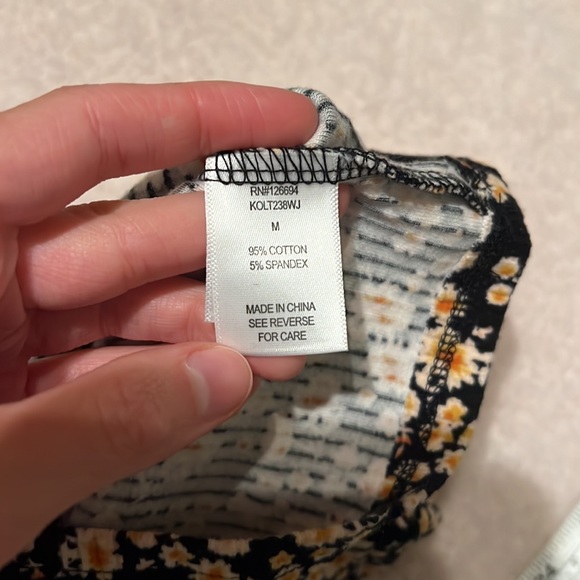 RN#126694
KOLT238WJ
M
95% COTTON
5% SPANDEX
MADE IN CHINA
SEE REVERSE
FOR CARE